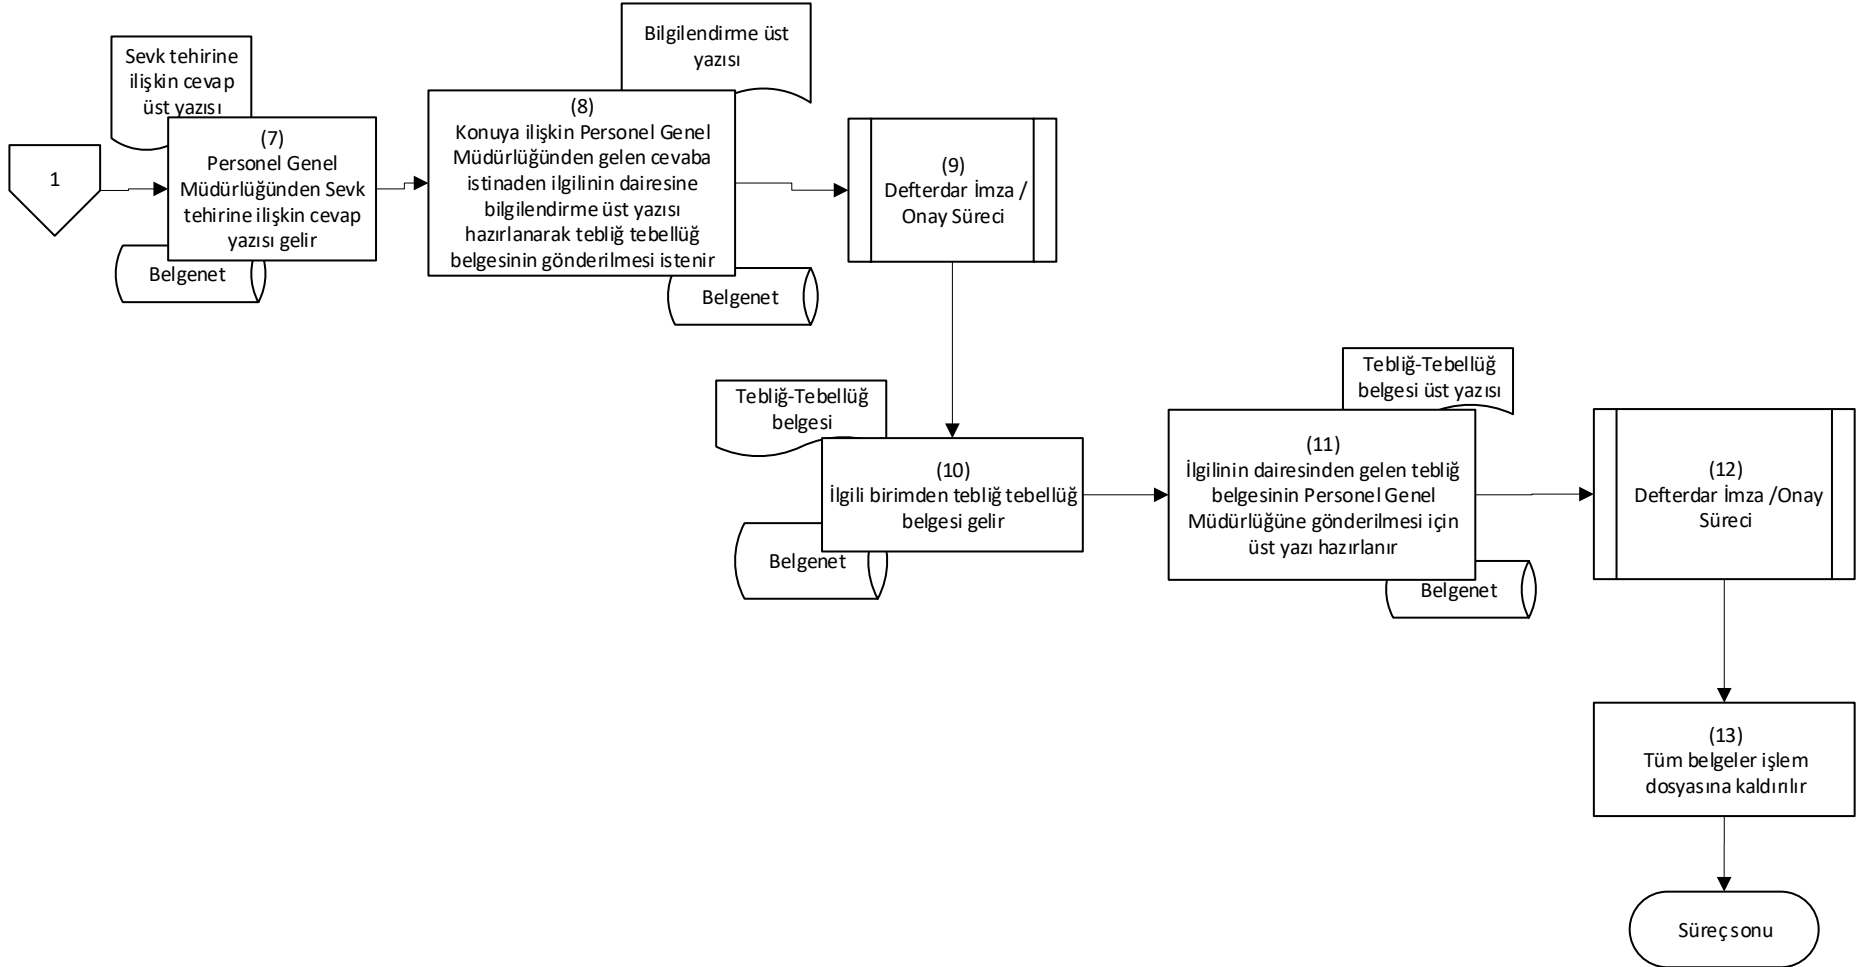 1
Sevk tehirine
ilişkin cevap
üst yazısı
(7)
Personel Genel
Müdürlüğünden Sevk
tehirine ilişkin cevap
yazısı gelir
Belgenet
Bilgilendirme üst
yazısı
(8)
Konuya ilişkin Personel Genel
Müdürlüğünden gelen cevaba
istinaden ilgilinin dairesine
bilgilendirme üst yazısı
hazırlanarak tebliğ tebellüğ
belgesinin gönderilmesi istenir
Belgenet
(9)
Defterdar İmza /
Onay Süreci
Tebliğ-Tebellüğ
belgesi
(10)
İlgili birimden tebliğ tebellüğ
belgesi gelir
Belgenet
Tebliğ-Tebellüğ
belgesi üst yazısı
(11)
İlgilinin dairesinden gelen tebliğ
belgesinin Personel Genel
Müdürlüğüne gönderilmesi için
üst yazı hazırlanır
Belgenet
(12)
Defterdar İmza /Onay
Süreci
(13)
Tüm belgeler işlem
dosyasına kaldırılır
Süreç sonu